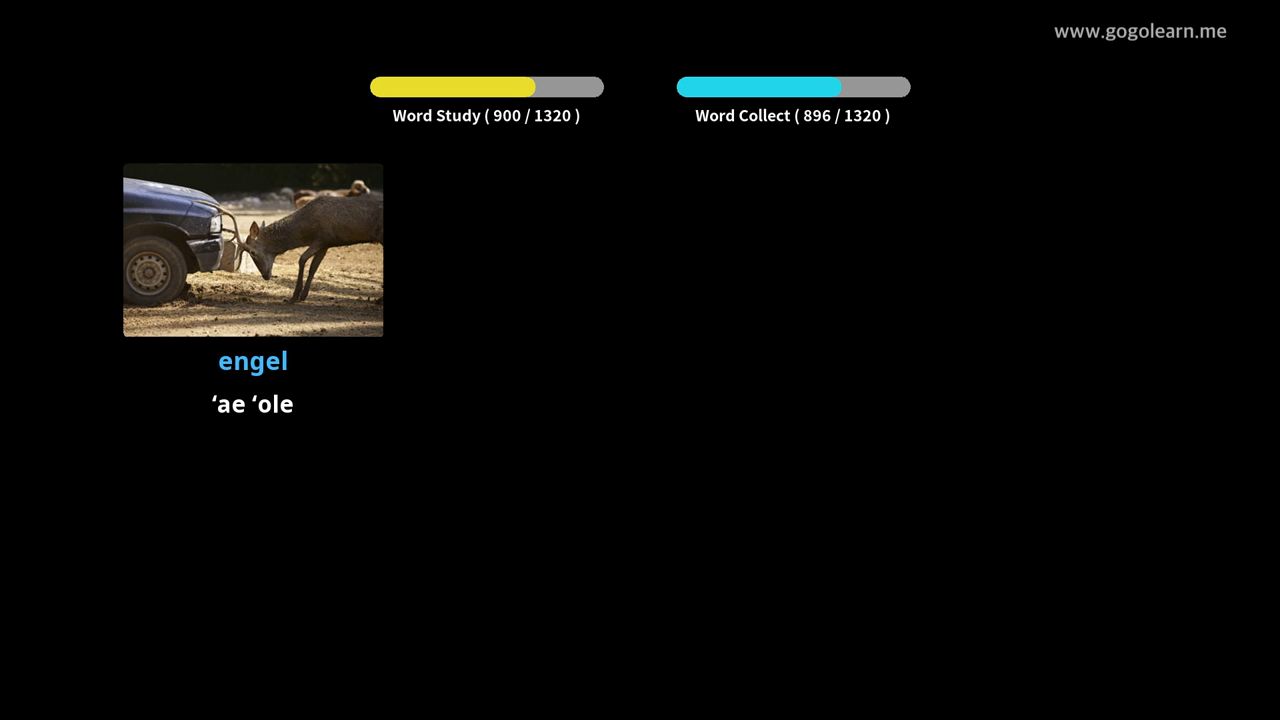 www.gogolearn.me
Word Study ( 900 / 1320 )
Word Collect ( 896 / 1320 )
engel
‘ae ‘ole